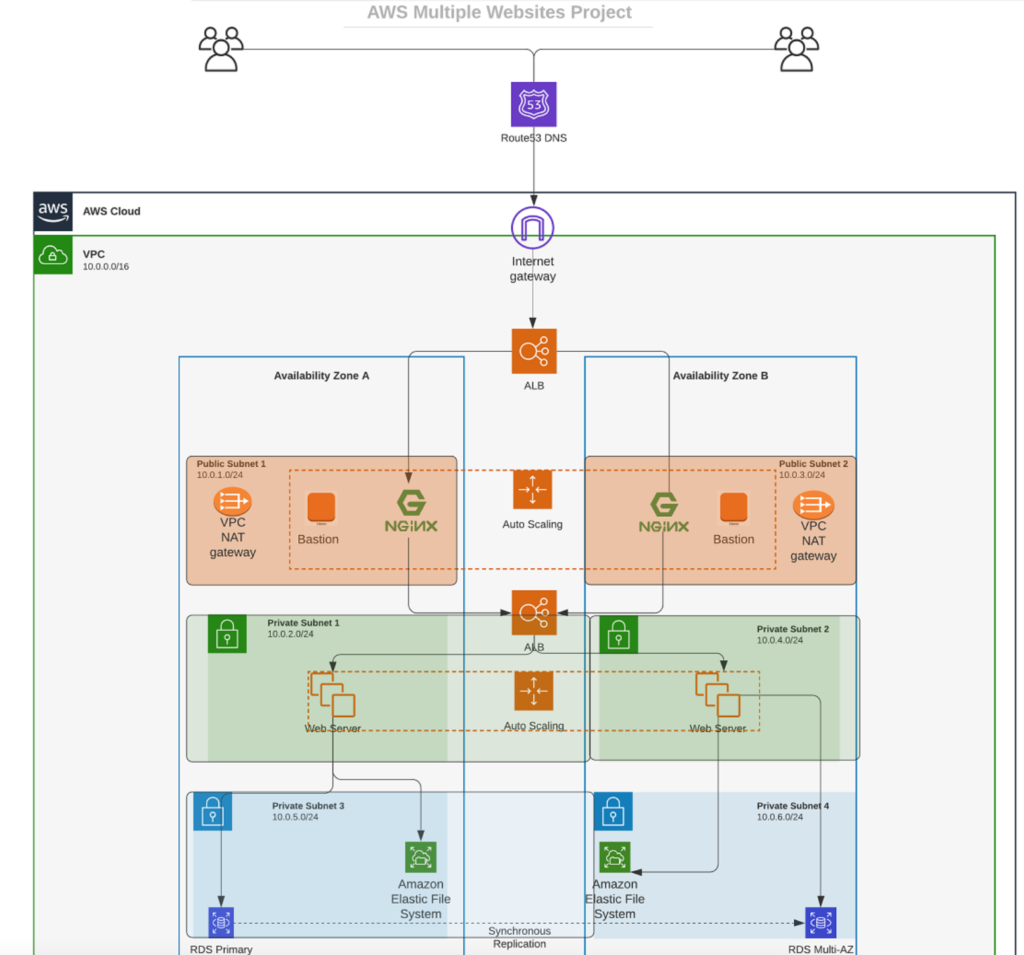 AWS Multiple Websites Project
53
Route53 DNS
aws
AWS Cloud
VPC
10.0.0.0/16
Internet
gateway
ALB
Availability Zone A
Availability Zone B
Public Subnet 1
10.0.1.0/24
VPC
NAT
gateway
Bastion
NGINX
Auto Scaling
NGINX
Bastion
Public Subnet 2
10.0.3.0/24
VPC
NAT
gateway
ALB
Private Subnet 1
10.0.2.0/24
Private Subnet 2
10.0.4.0/24
Web Server
Auto Scaling
Web Server
Private Subnet 3
10.0.5.0/24
Private Subnet 4
10.0.6.0/24
Amazon
Elastic File
System
Amazon
Elastic File
System
Synchronous
Replication
RDS Primary
RDS Multi-AZ